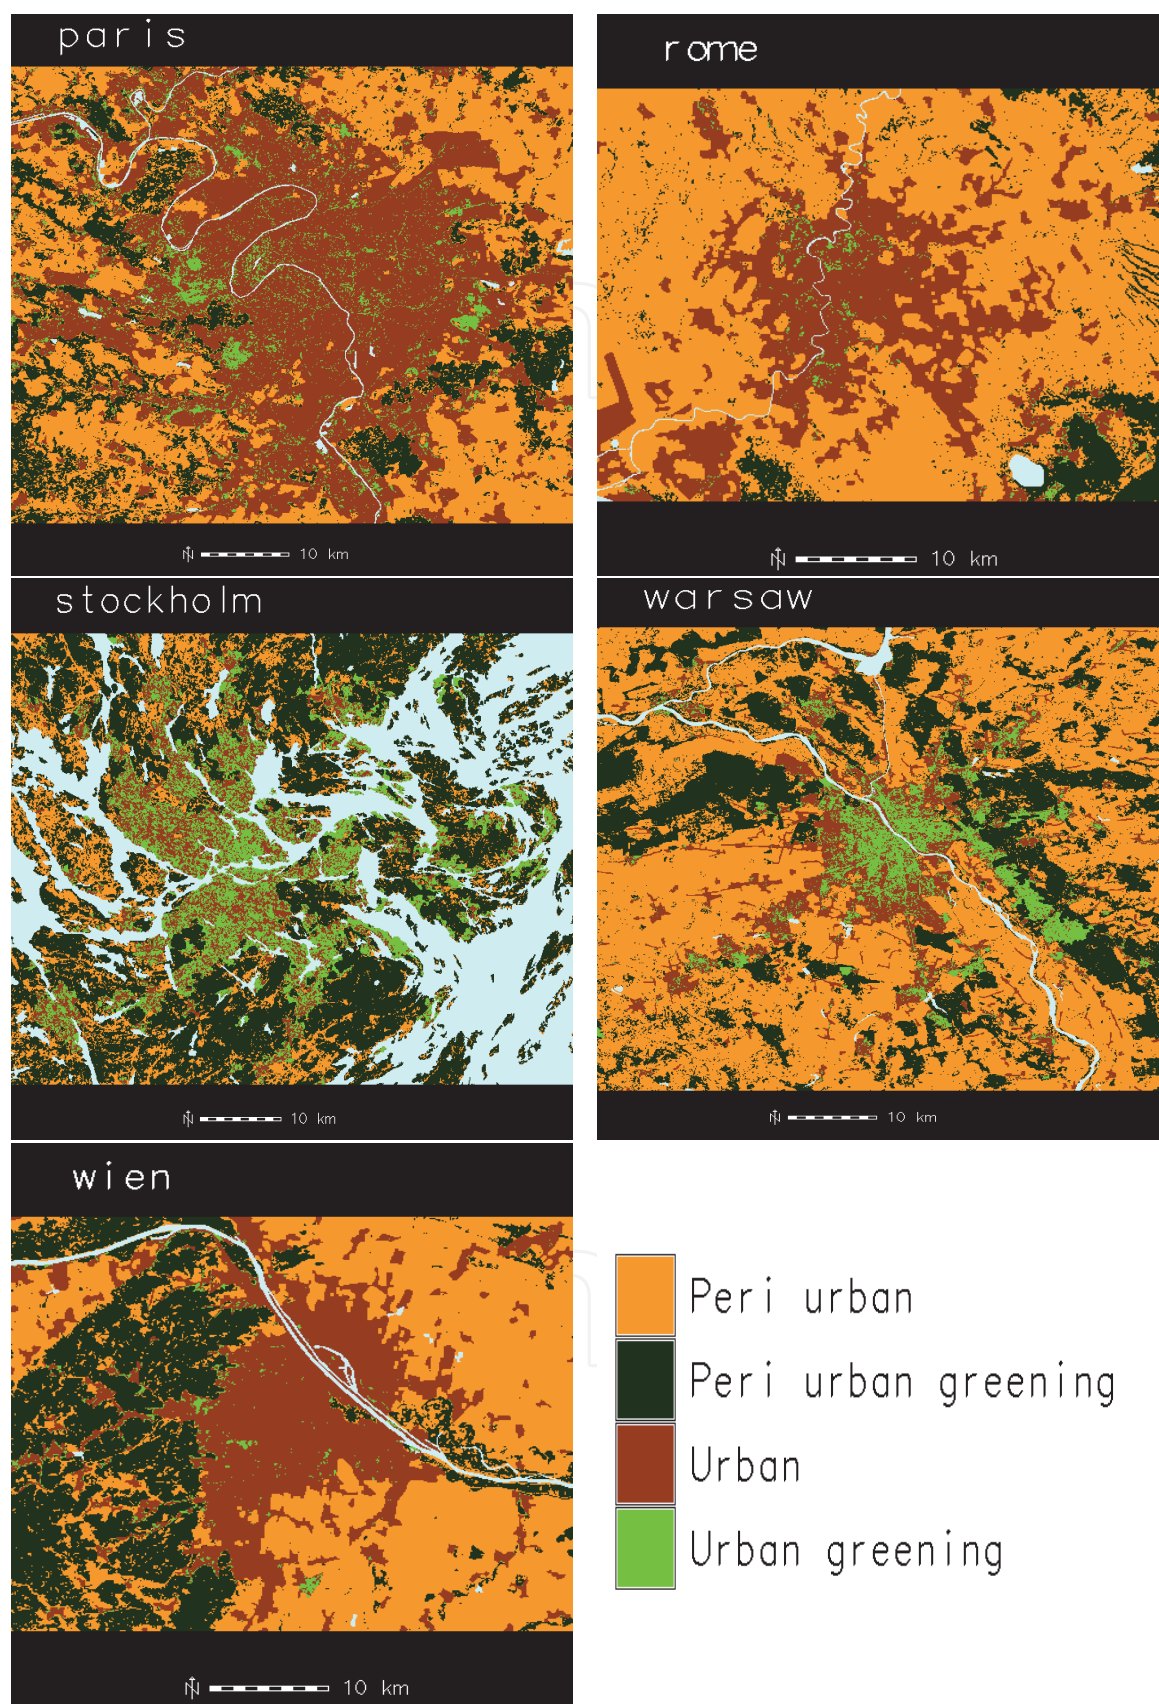 paris
rome
N 10 km
N 10 km
stockholm
warsaw
N 10 km
N 10 km
wien
Peri urban
Peri urban greening
Urban
Urban greening
N 10 km